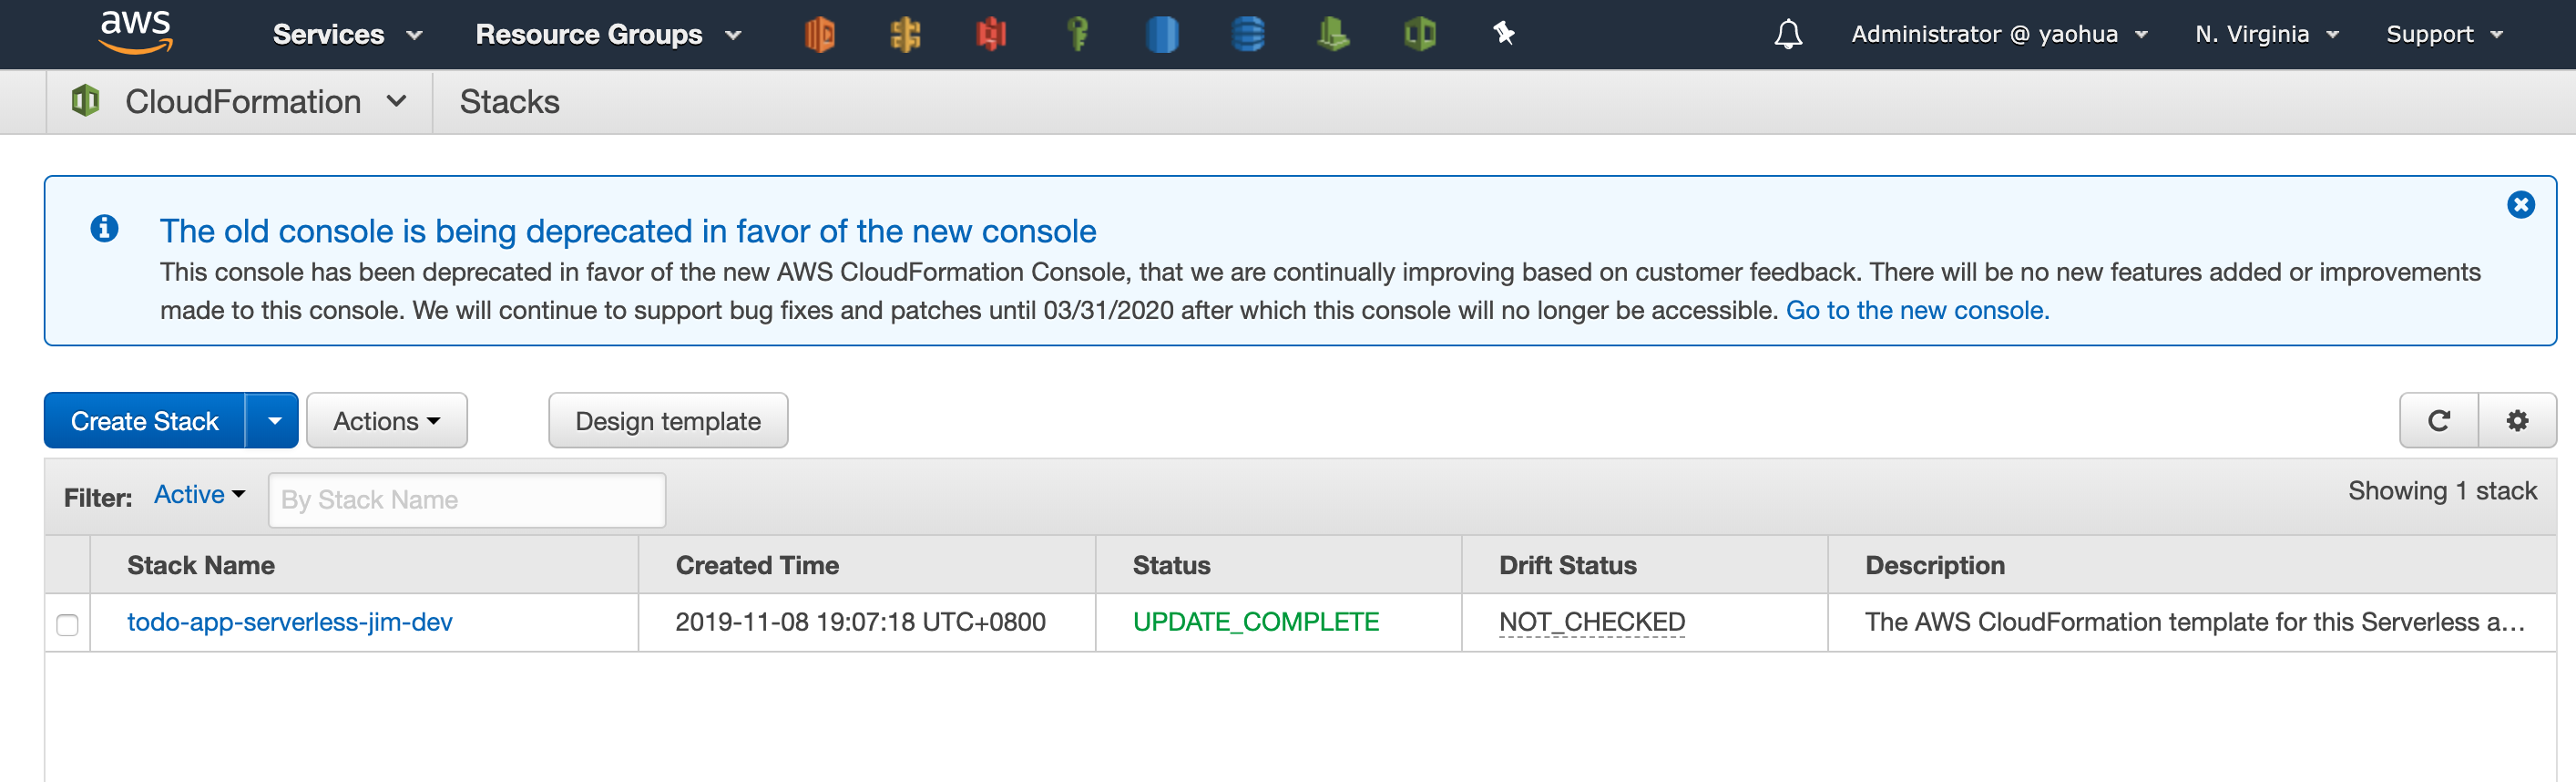 aws Services Resource Groups Administrator @ yaohua N. Virginia Support
CloudFormation Stacks
The old console is being deprecated in favor of the new console
This console has been deprecated in favor of the new AWS CloudFormation Console, that we are continually improving based on customer feedback. There will be no new features added or improvements
made to this console. We will continue to support bug fixes and patches until 03/31/2020 after which this console will no longer be accessible. Go to the new console.
Create Stack Actions Design template
Filter: Active By Stack Name Showing 1 stack
Stack Name Created Time Status Drift Status Description
todo-app-serverless-jim-dev 2019-11-08 19:07:18 UTC+0800 UPDATE_COMPLETE NOT_CHECKED The AWS CloudFormation template for this Serverless a...